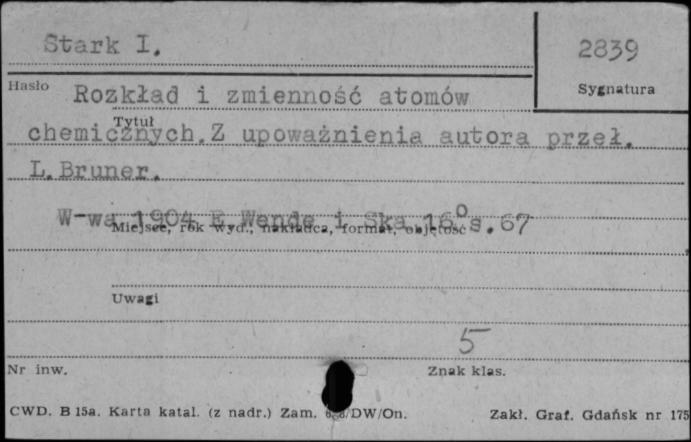 Stark I.
2839
Sygnatura
Hasło
Rozkład i zmienność atomów
Tytuł
chemicznych. Z upoważnienia autora przeł.
L. Bruner.
W-wa 1904 E. Wende i Ska 16° s. 67
Miejsce, rok wyd., nakładca, format, objętość
Uwagi
5
Nr inw.
Znak klas.
CWD. B 15a. Karta katal. (z nadr.) Zam. /DW/On.
Zakł. Graf. Gdańsk nr 175